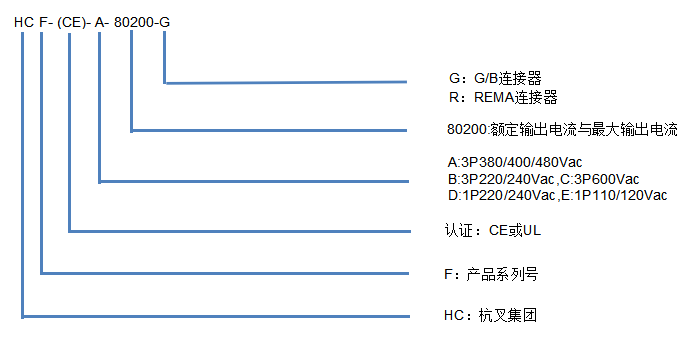 HC F- (CE)- A- 80200-G
G：G/B连接器
R：REMA连接器
80200:额定输出电流与最大输出电流
A:3P380/400/480Vac
B:3P220/240Vac,C:3P600Vac
D:1P220/240Vac,E:1P110/120Vac
认证：CE或UL
F：产品系列号
HC：杭叉集团